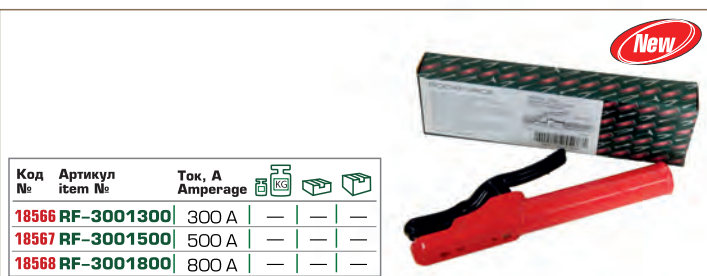 New
Код Артикул Ток, А
№ item № Amperage KG
18566 RF-3001300 300 A — — —
18567 RF-3001500 500 A — — —
18568 RF-3001800 800 A — — —